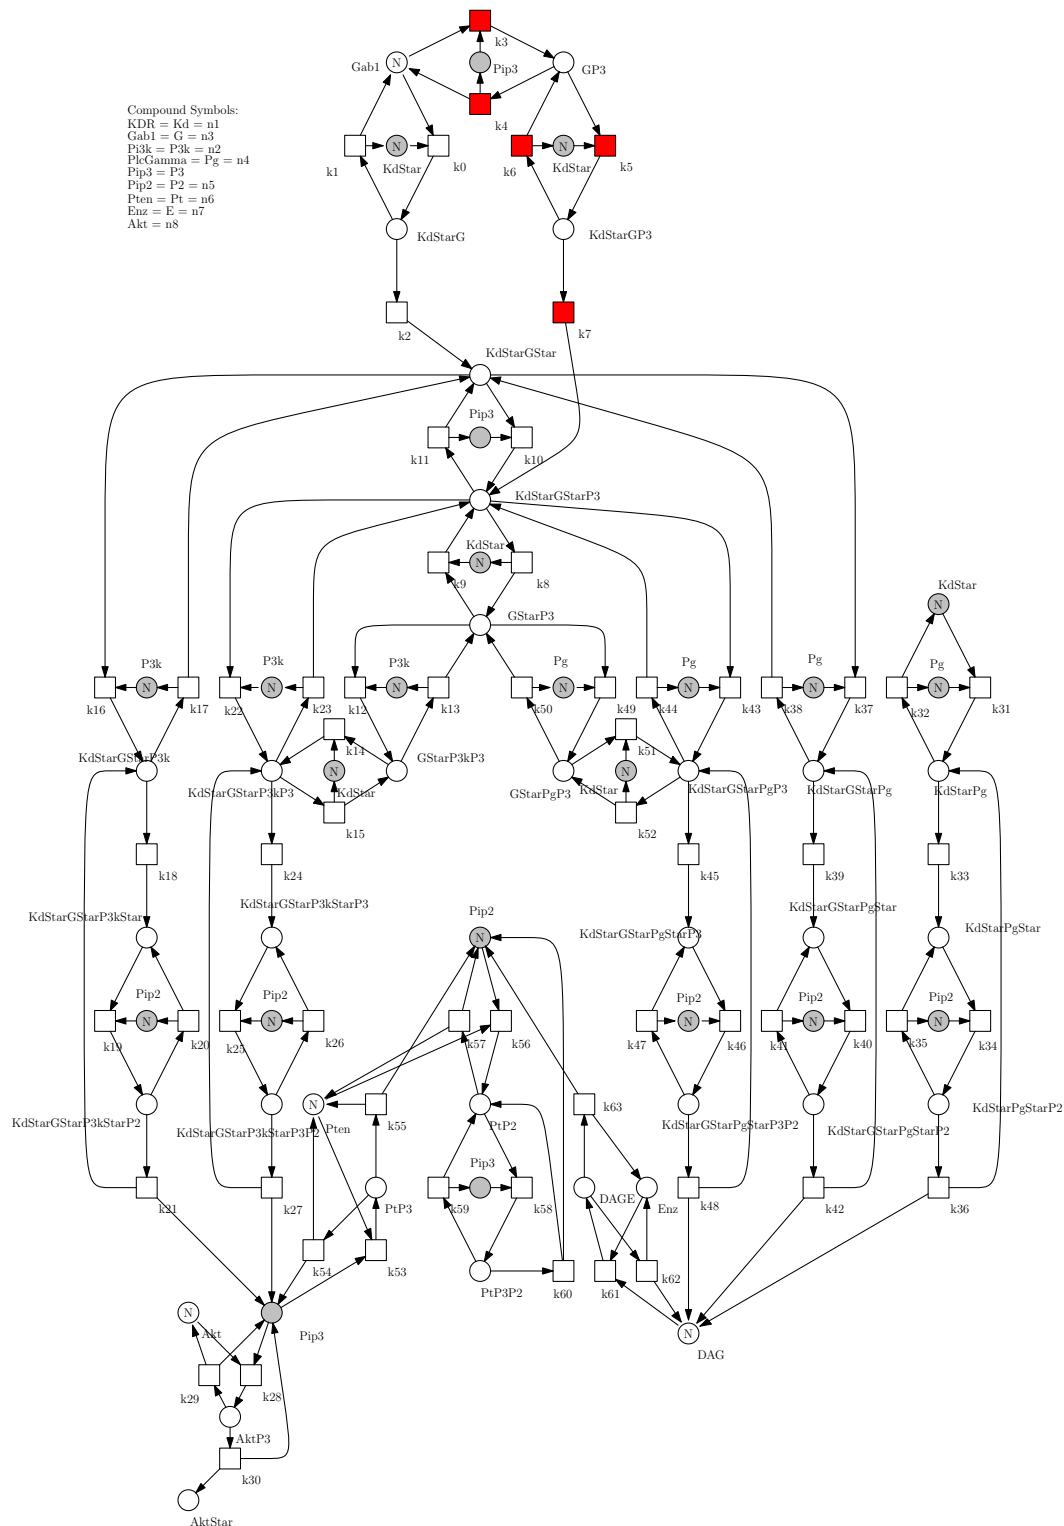 k3
Gab1
N
Pip3
GP3
Compound Symbols:
KDR = Kd = n1
Gab1 = G = n3
Pi3k = P3k = n2
PlcGamma = Pg = n4
Pip3 = P3
Pip2 = P2 = n5
Pten = Pt = n6
Enz = E = n7
Akt = n8
k4
N
N
k1
KdStar
k0
k6
KdStar
k5
KdStarG
KdStarGP3
k2
k7
KdStarGStar
Pip3
k11
k10
KdStarGStarP3
KdStar
N
k9
k8
KdStar
N
GStarP3
P3k
P3k
P3k
Pg
Pg
Pg
Pg
N
N
N
N
N
N
N
k16
k17
k22
k23
k12
k13
k50
k49
k44
k43
k38
k37
k32
k31
k14
k51
KdStarGStarP3k
GStarP3kP3
N
N
KdStarGStarP3kP3
KdStar
GStarPgP3
KdStar
KdStarGStarPgP3
KdStarGStarPg
KdStarPg
k15
k52
k18
k24
k45
k39
k33
KdStarGStarP3kStar
KdStarGStarP3kStarP3
Pip2
N
KdStarGStarPgStarP3
KdStarGStarPgStar
KdStarPgStar
Pip2
Pip2
Pip2
Pip2
Pip2
N
N
N
N
N
k19
k20
k25
k26
k57
k56
k47
k46
k41
k40
k35
k34
N
k55
k63
KdStarGStarP3kStarP2
KdStarGStarP3kStarP3P2
Pten
PtP2
KdStarGStarPgStarP3P2
KdStarGStarPgStarP2
KdStarPgStarP2
Pip3
k21
k27
PtP3
k59
k58
DAGE
Enz
k48
k42
k36
k54
k53
k60
k61
k62
PtP3P2
N
Akt
Pip3
N
DAG
k29
k28
AktP3
k30
AktStar